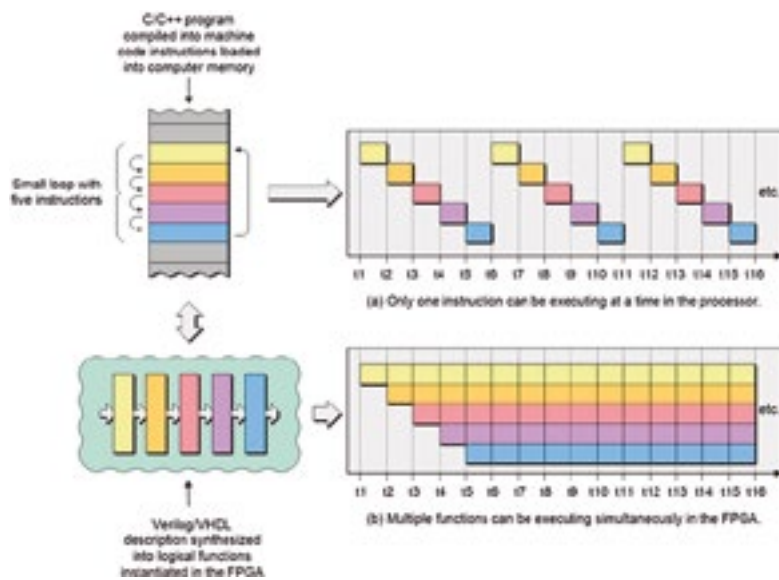 C/C++ program
compiled into machine
code instructions loaded
into computer memory
Small loop with
five instructions
etc.
t1 t2 t3 t4 t5 t6 t7 t8 t9 t10 t11 t12 t13 t14 t15 t16
(a) Only one instruction can be executing at a time in the processor.
etc.
t1 t2 t3 t4 t5 t6 t7 t8 t9 t10 t11 t12 t13 t14 t15 t16
(b) Multiple functions can be executing simultaneously in the FPGA.
Verilog/VHDL
description synthesized
into logical functions
instantiated in the FPGA